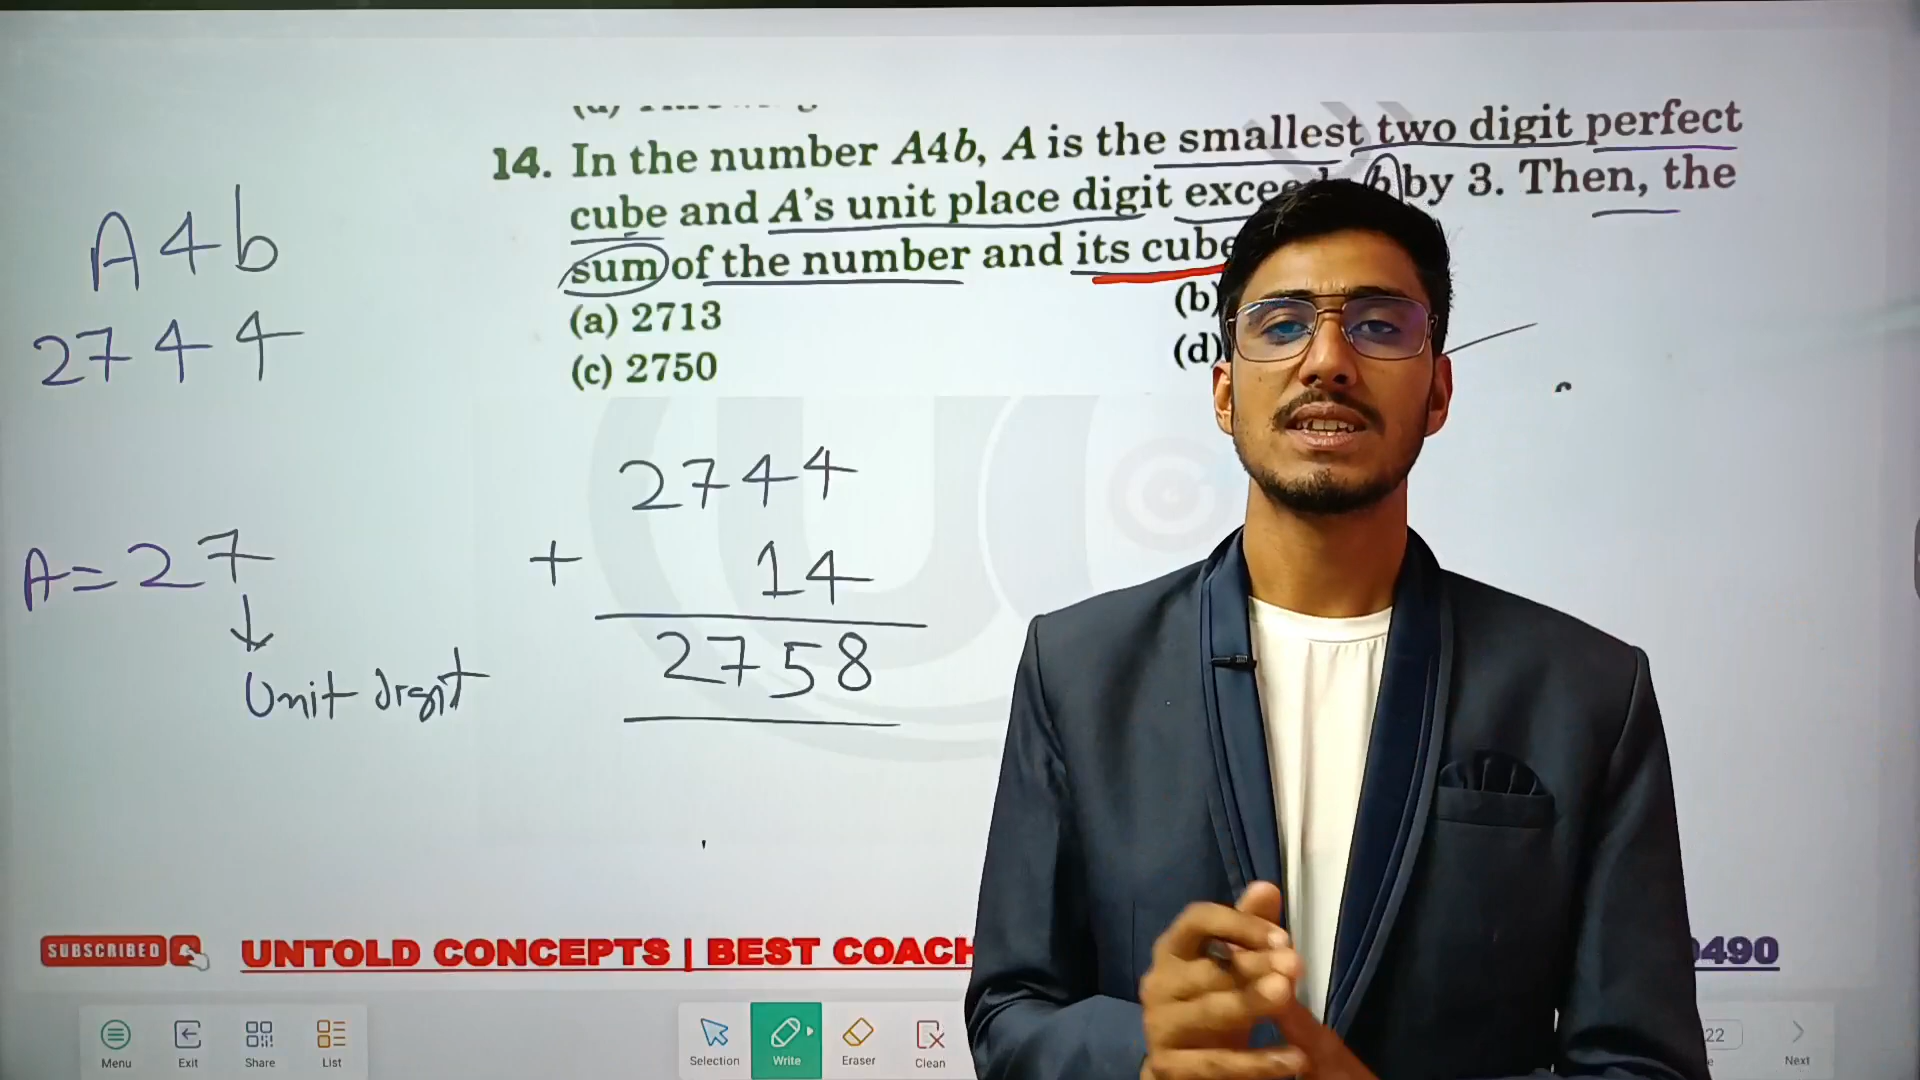 14. In the number A4b, A is the smallest two digit perfect
cube and A's unit place digit b by 3. Then, the
sum of the number and its cube
(a) 2713
(b)
(c) 2750
(d)
A4b
2744
A=27
Unit digit
2744
+ 14
2758
SUBSCRIBED
UNTOLD CONCEPTS | BEST 490
Menu
Exit
Share
List
Selection
Write
Eraser
Clean
22
Next